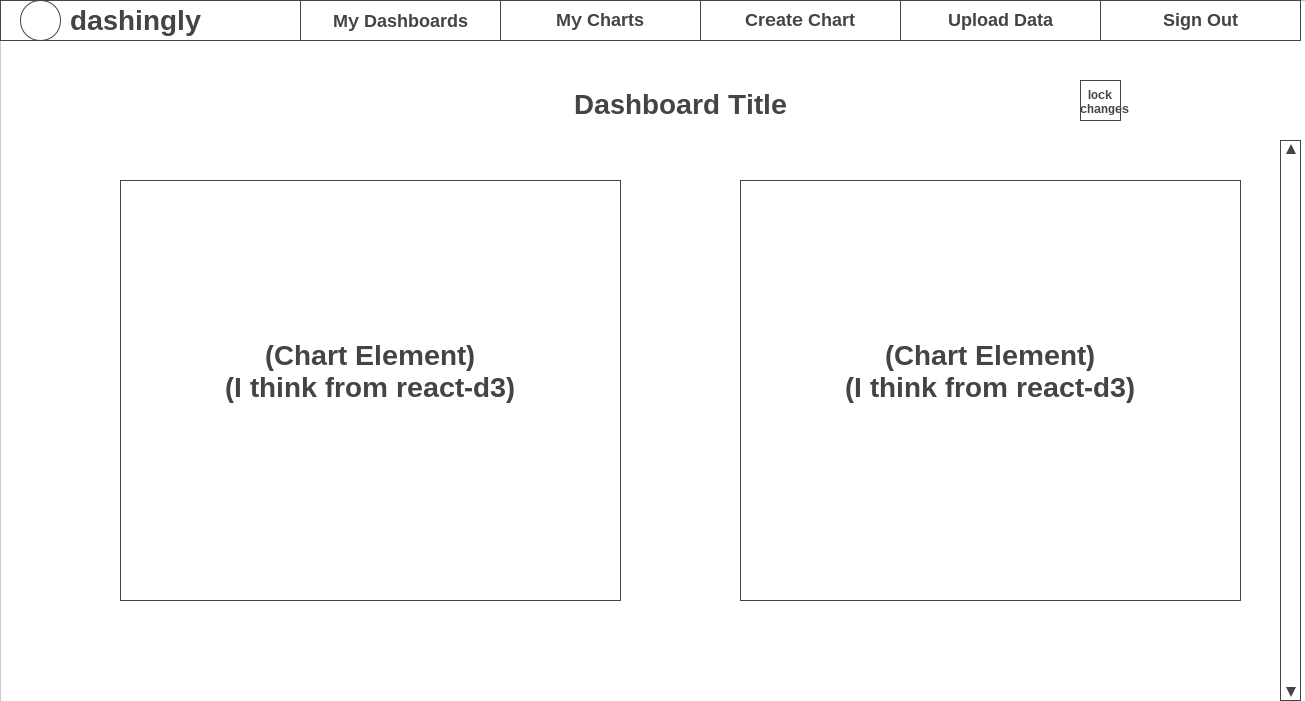 dashingly
My Dashboards
My Charts
Create Chart
Upload Data
Sign Out
Dashboard Title
lock
changes
(Chart Element)
(I think from react-d3)
(Chart Element)
(I think from react-d3)